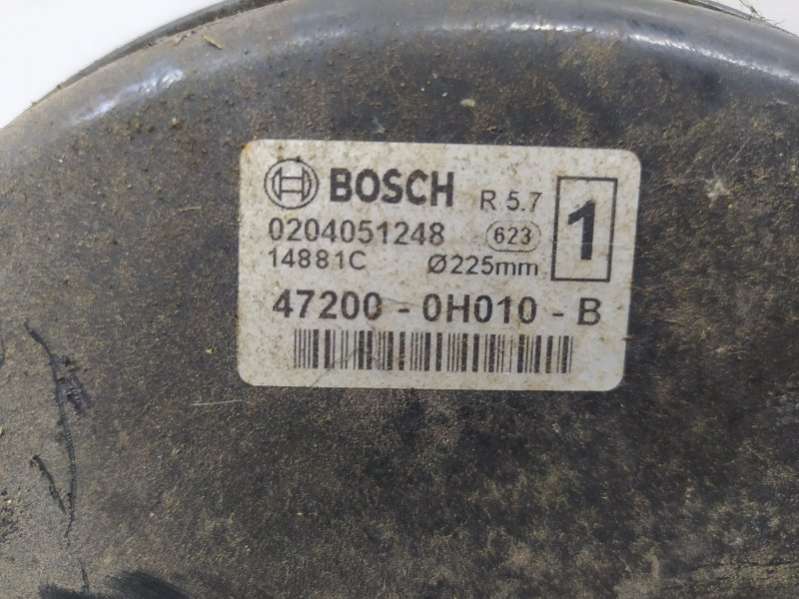 BOSCH R 5.7 1
0204051248 623
14881C Ø225mm
47200 - 0H010 - B